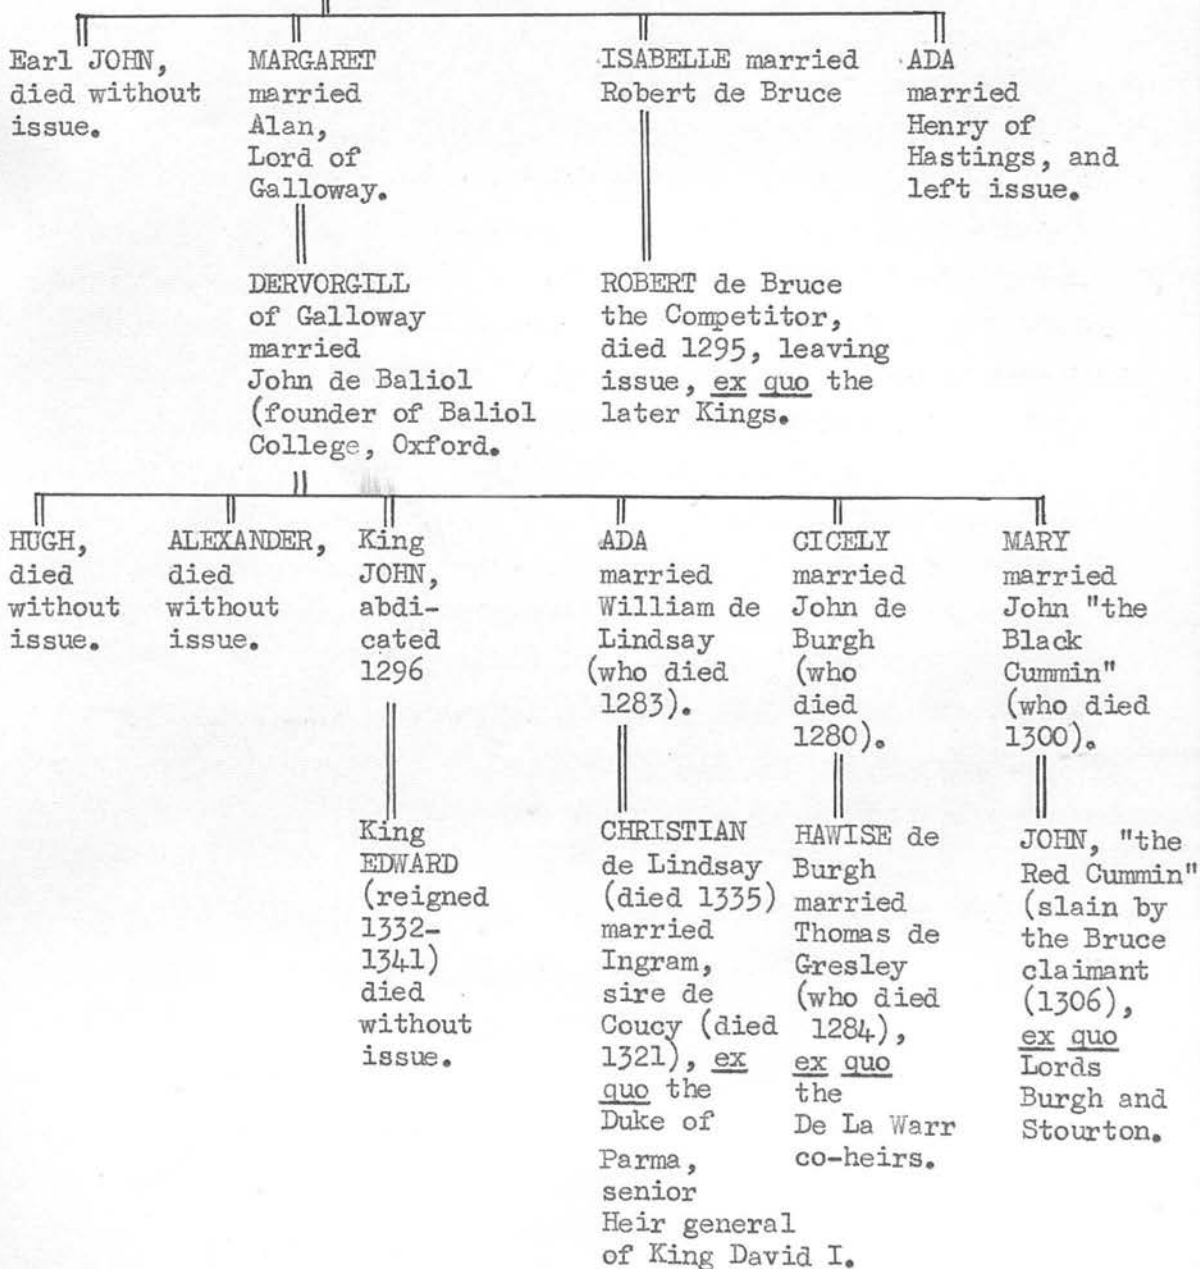 Earl JOHN,
died without
issue.
MARGARET
married
Alan,
Lord of
Galloway.
ISABELLE married
Robert de Bruce
ADA
married
Henry of
Hastings, and
left issue.
DERVORGILL
of Galloway
married
John de Baliol
(founder of Baliol
College, Oxford.
ROBERT de Bruce
the Competitor,
died 1295, leaving
issue, ex quo the
later Kings.
HUGH,
died
without
issue.
ALEXANDER,
died
without
issue.
King
JOHN,
abdi-
cated
1296
ADA
married
William de
Lindsay
(who died
1283).
CICELY
married
John de
Burgh
(who
died
1280).
MARY
married
John "the
Black
Cummin"
(who died
1300).
King
EDWARD
(reigned
1332-
1341)
died
without
issue.
CHRISTIAN
de Lindsay
(died 1335)
married
Ingram,
sire de
Coucy (died
1321), ex
quo the
Duke of
Parma,
senior
Heir general
of King David I.
HAWISE de
Burgh
married
Thomas de
Gresley
(who died
1284),
ex quo
the
De La Warr
co-heirs.
JOHN, "the
Red Cummin"
(slain by
the Bruce
claimant
(1306),
ex quo
Lords
Burgh and
Stourton.